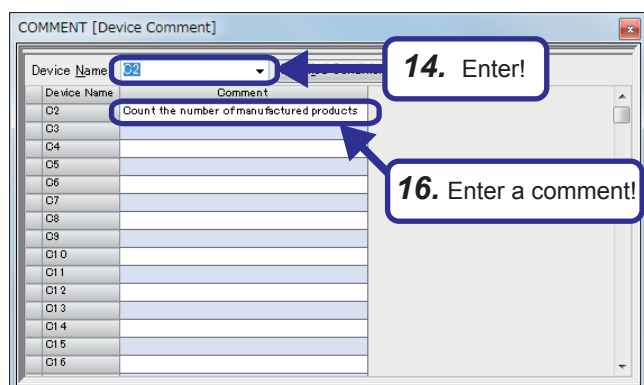 COMMENT [Device Comment]
Device Name C2
14. Enter!
Device Name Comment
C2 Count the number of manufactured products
C3
C4
C5
C6
C7
C8
C9
C10
C11
C12
C13
C14
C15
C16
16. Enter a comment!